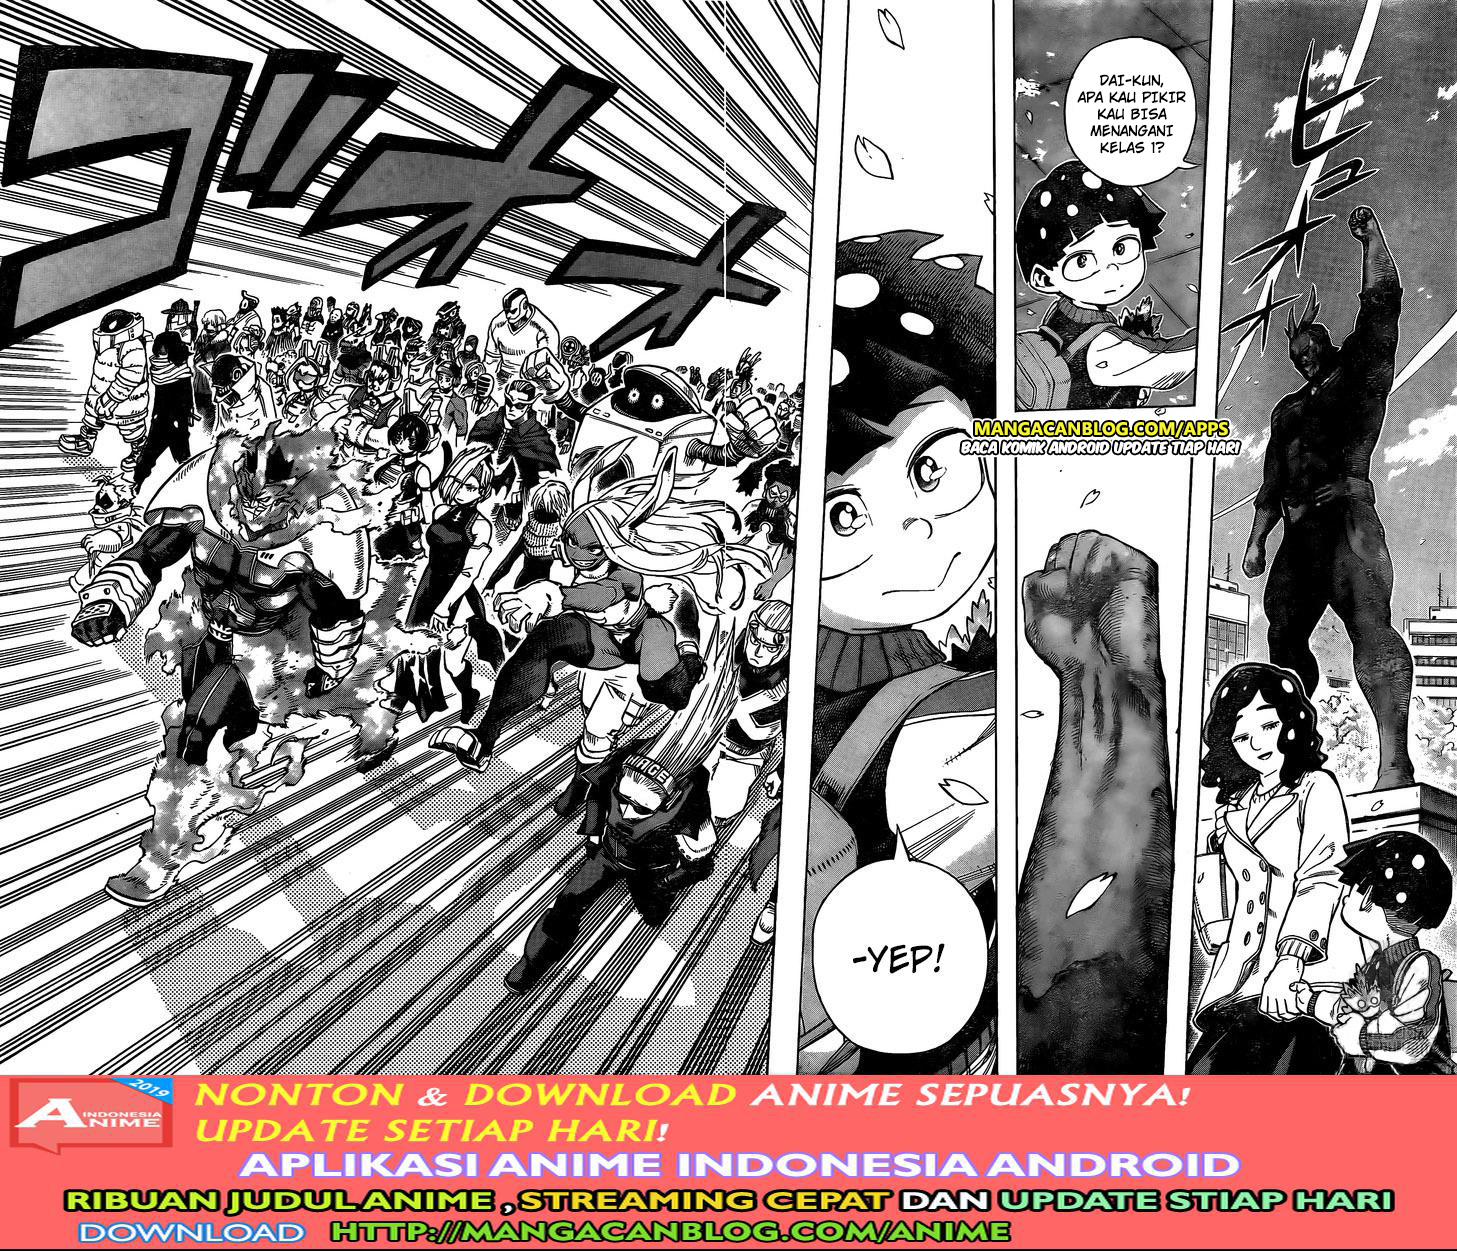 ヒュオオ
DAI-KUN,
APA KAU PIKIR
KAU BISA
MENANGANI
KELAS 1?
-YEP!
ゴオオ
MANGACANBLOG.COM/APPS
BACA KOMIK ANDROID UPDATE TIAP HARI
2019
INDONESIA
ANIME
NONTON & DOWNLOAD ANIME SEPUASNYA!
UPDATE SETIAP HARI!
APLIKASI ANIME INDONESIA ANDROID
RIBUAN JUDUL ANIME , STREAMING CEPAT DAN UPDATE STIAP HARI
DOWNLOAD HTTP://MANGACANBLOG.COM/ANIME